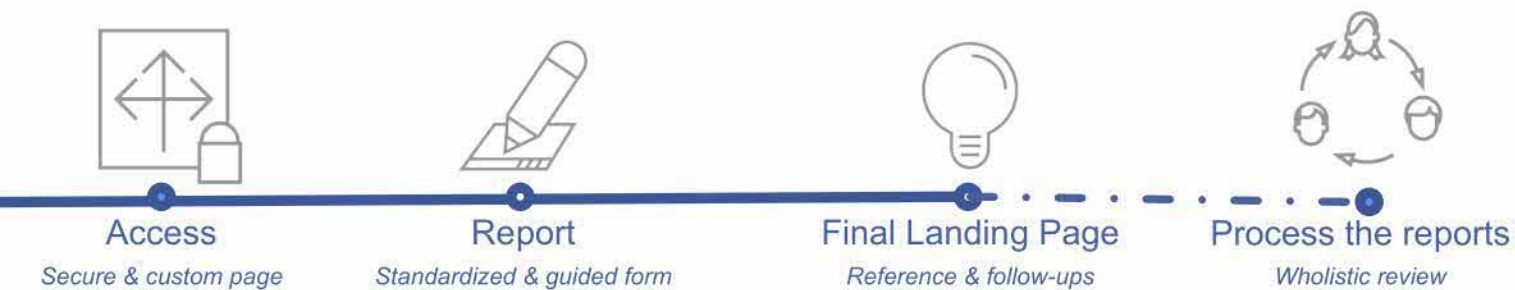 Access
Secure & custom page
Report
Standardized & guided form
Final Landing Page
Reference & follow-ups
Process the reports
Wholistic review